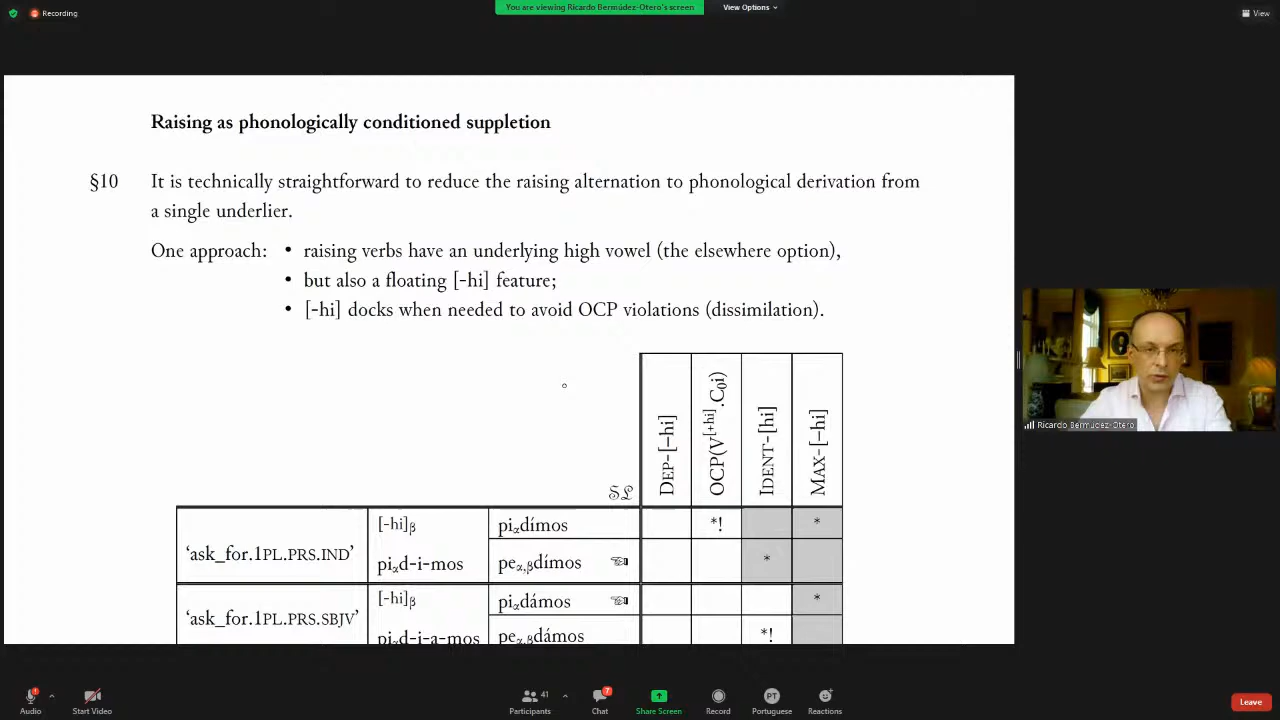 Recording
You are viewing Ricardo Bermúdez-Otero's screen
View Options
View
Raising as phonologically conditioned suppletion
§10 It is technically straightforward to reduce the raising alternation to phonological derivation from
a single underlier.
One approach: • raising verbs have an underlying high vowel (the elsewhere option),
• but also a floating [-hi] feature;
• [-hi] docks when needed to avoid OCP violations (dissimilation).
𝒮ℒ DEP-[−hi] OCP(V[+hi].C₀i) IDENT-[hi] MAX-[−hi]
'ask_for.1PL.PRS.IND' [-hi]β piαd-i-mos
piαdímos *! *
peα,βdímos ☜ *
'ask_for.1PL.PRS.SBJV' [-hi]β piαd-i-a-mos
piαdámos ☜ *
peα,βdámos *!
Ricardo Bermúdez-Otero
Audio
Start Video
41
Participants
7
Chat
Share Screen
Record
PT
Portuguese
Reactions
Leave